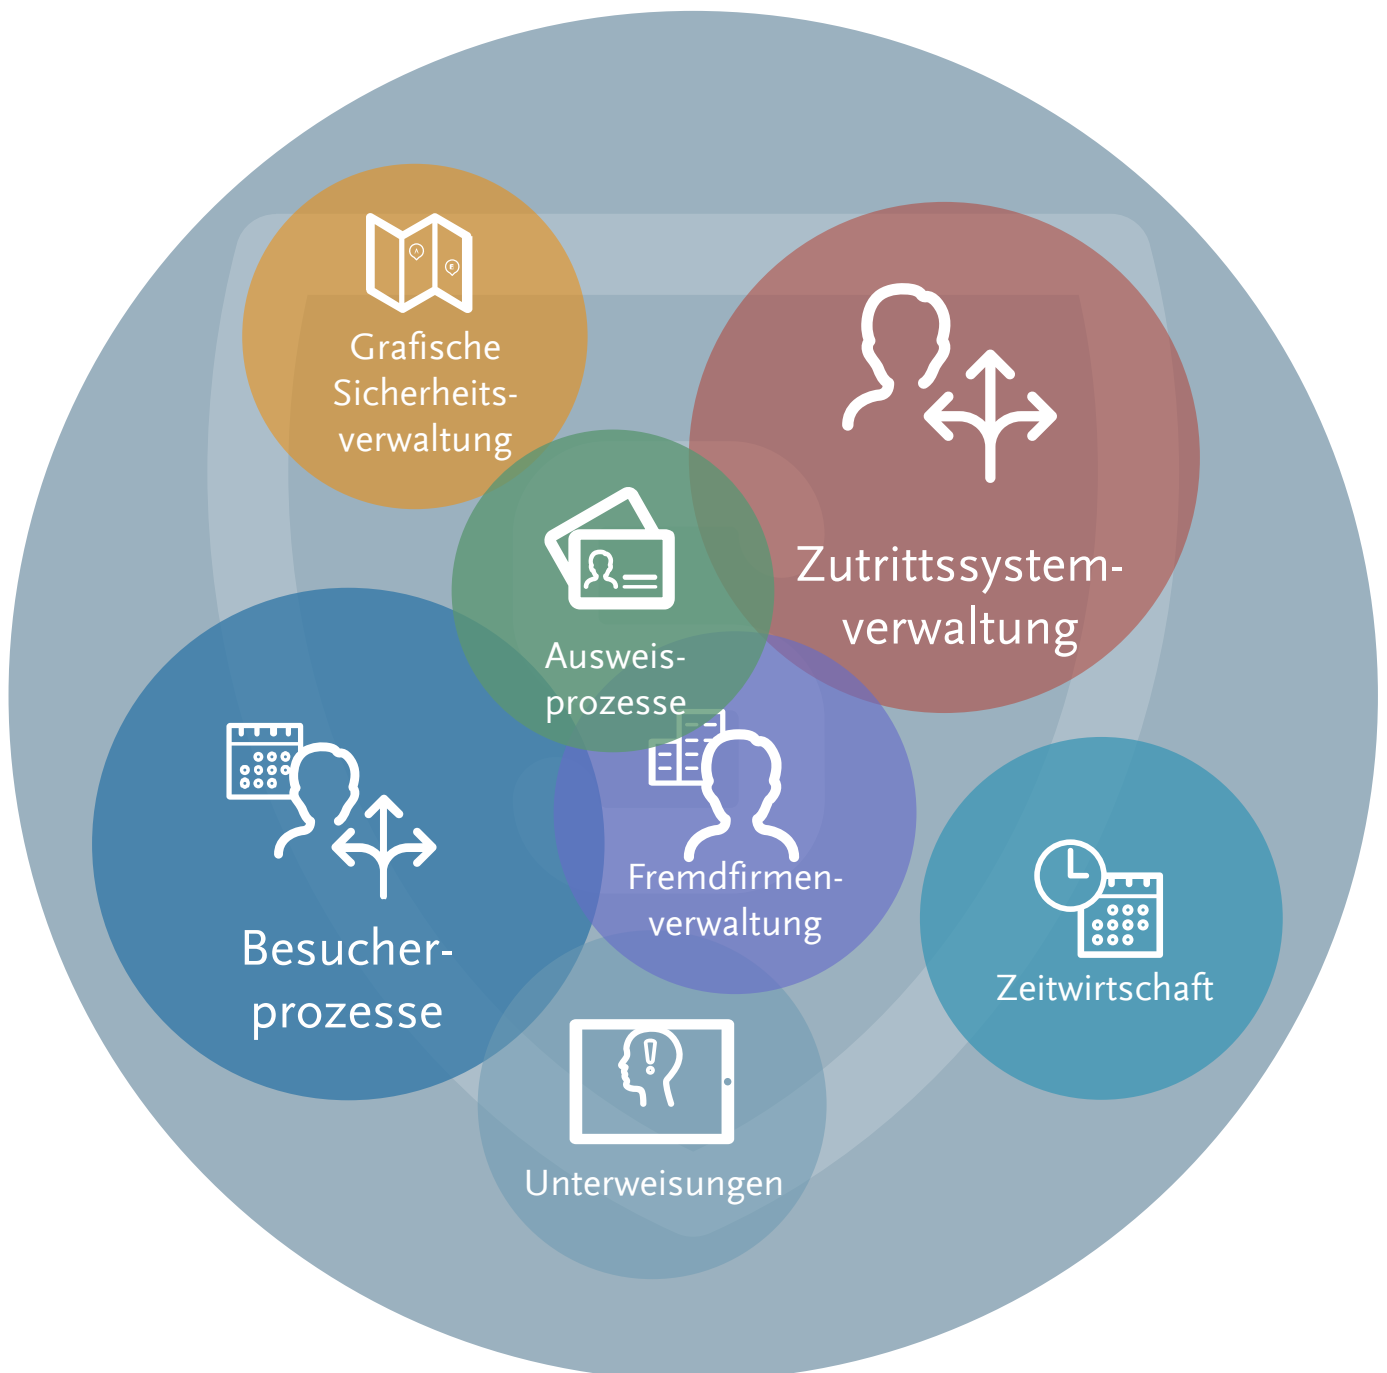 Grafische
Sicherheits-
verwaltung
Zutrittssystem-
verwaltung
Ausweis-
prozesse
Besucher-
prozesse
Fremdfirmen-
verwaltung
Zeitwirtschaft
Unterweisungen